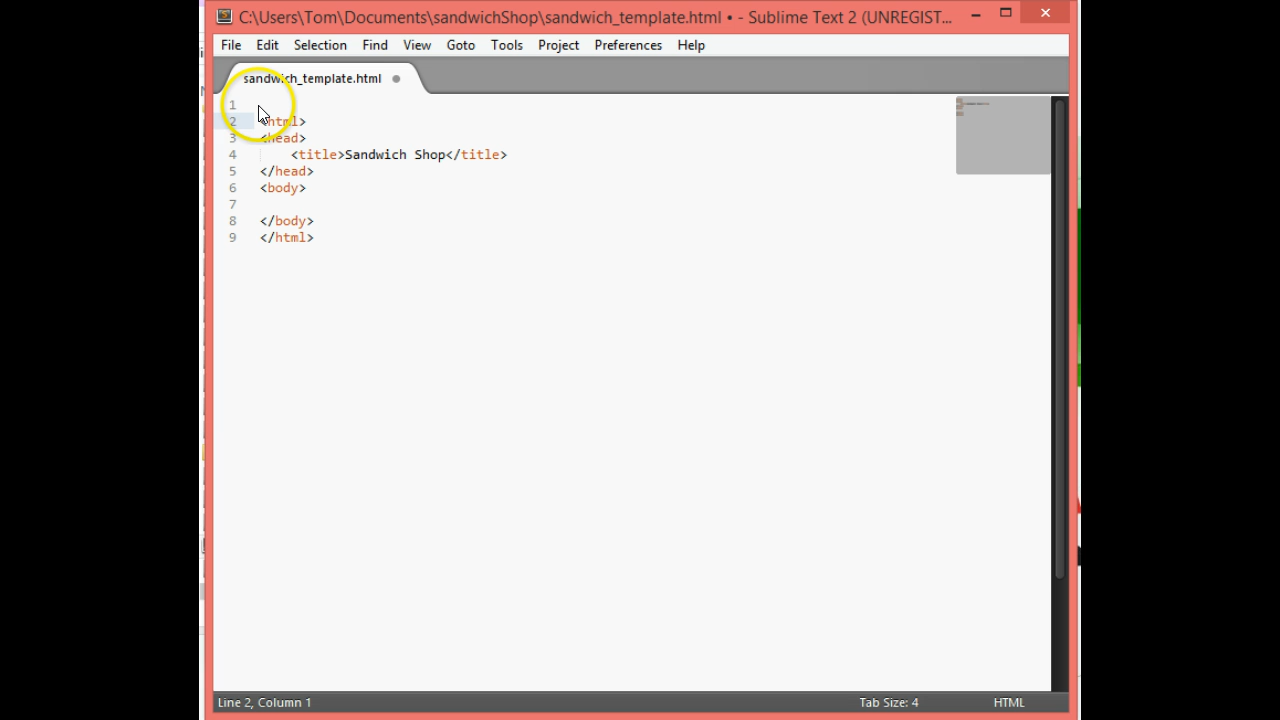 C:\Users\Tom\Documents\sandwichShop\sandwich_template.html • - Sublime Text 2 (UNREGIST...
File Edit Selection Find View Goto Tools Project Preferences Help
sandwich_template.html
1
2 <html>
3 <head>
4 <title>Sandwich Shop</title>
5 </head>
6 <body>
7
8 </body>
9 </html>
Line 2, Column 1 Tab Size: 4 HTML